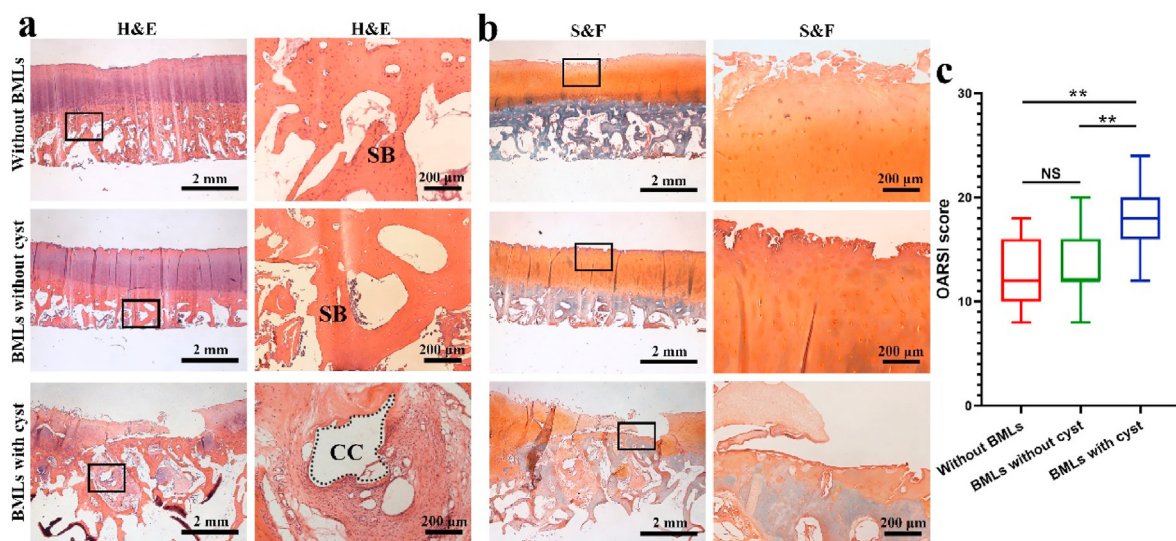 a
H&E
H&E
b
S&F
S&F
c
Without BMLs
2 mm
SB
200 µm
2 mm
200 µm
BMLs without cyst
2 mm
SB
200 µm
2 mm
200 µm
BMLs with cyst
2 mm
CC
200 µm
2 mm
200 µm
OARSI score
30
20
10
0
**
**
NS
Without BMLs
BMLs without cyst
BMLs with cyst